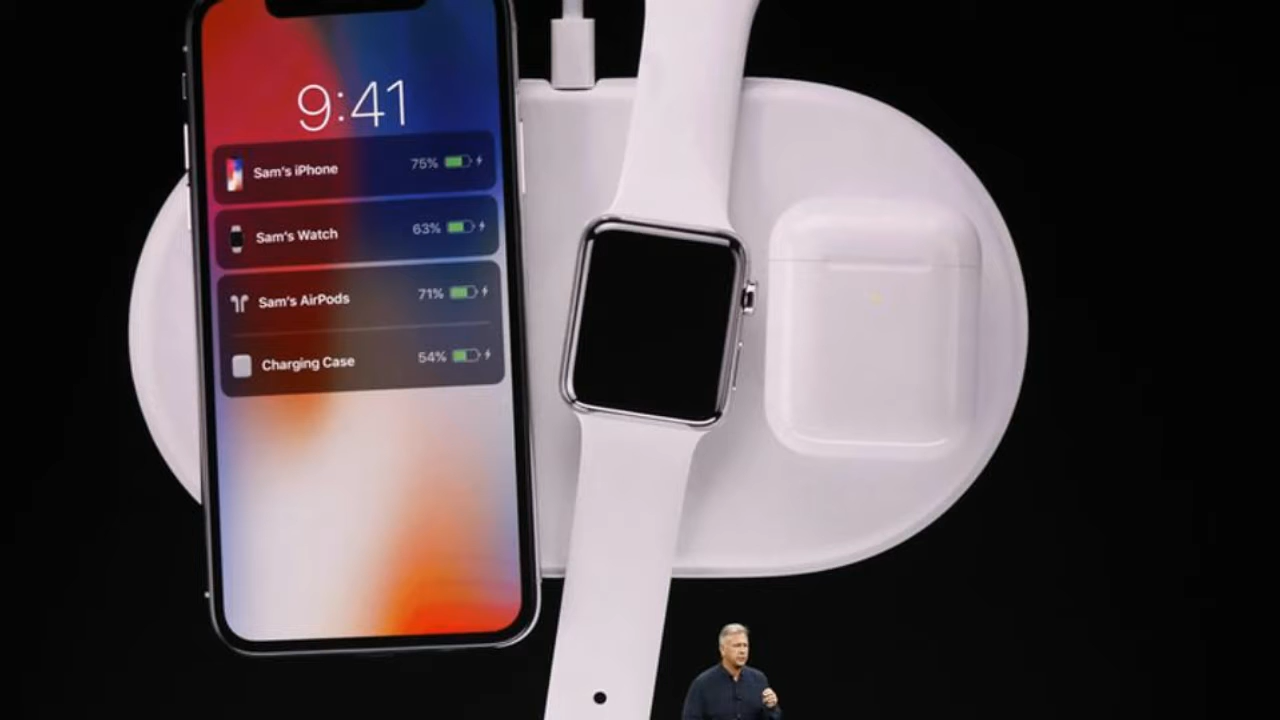 9:41
Sam's iPhone 75%
Sam's Watch 63%
Sam's AirPods 71%
Charging Case 54%